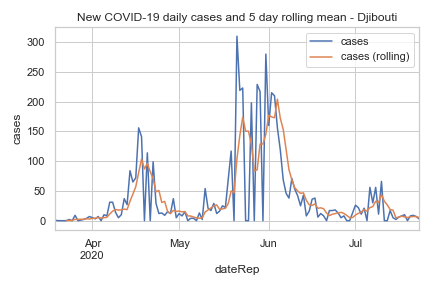 New COVID-19 daily cases and 5 day rolling mean - Djibouti
cases
cases (rolling)
300
250
200
150
100
50
0
cases
Apr
2020
May
Jun
Jul
dateRep